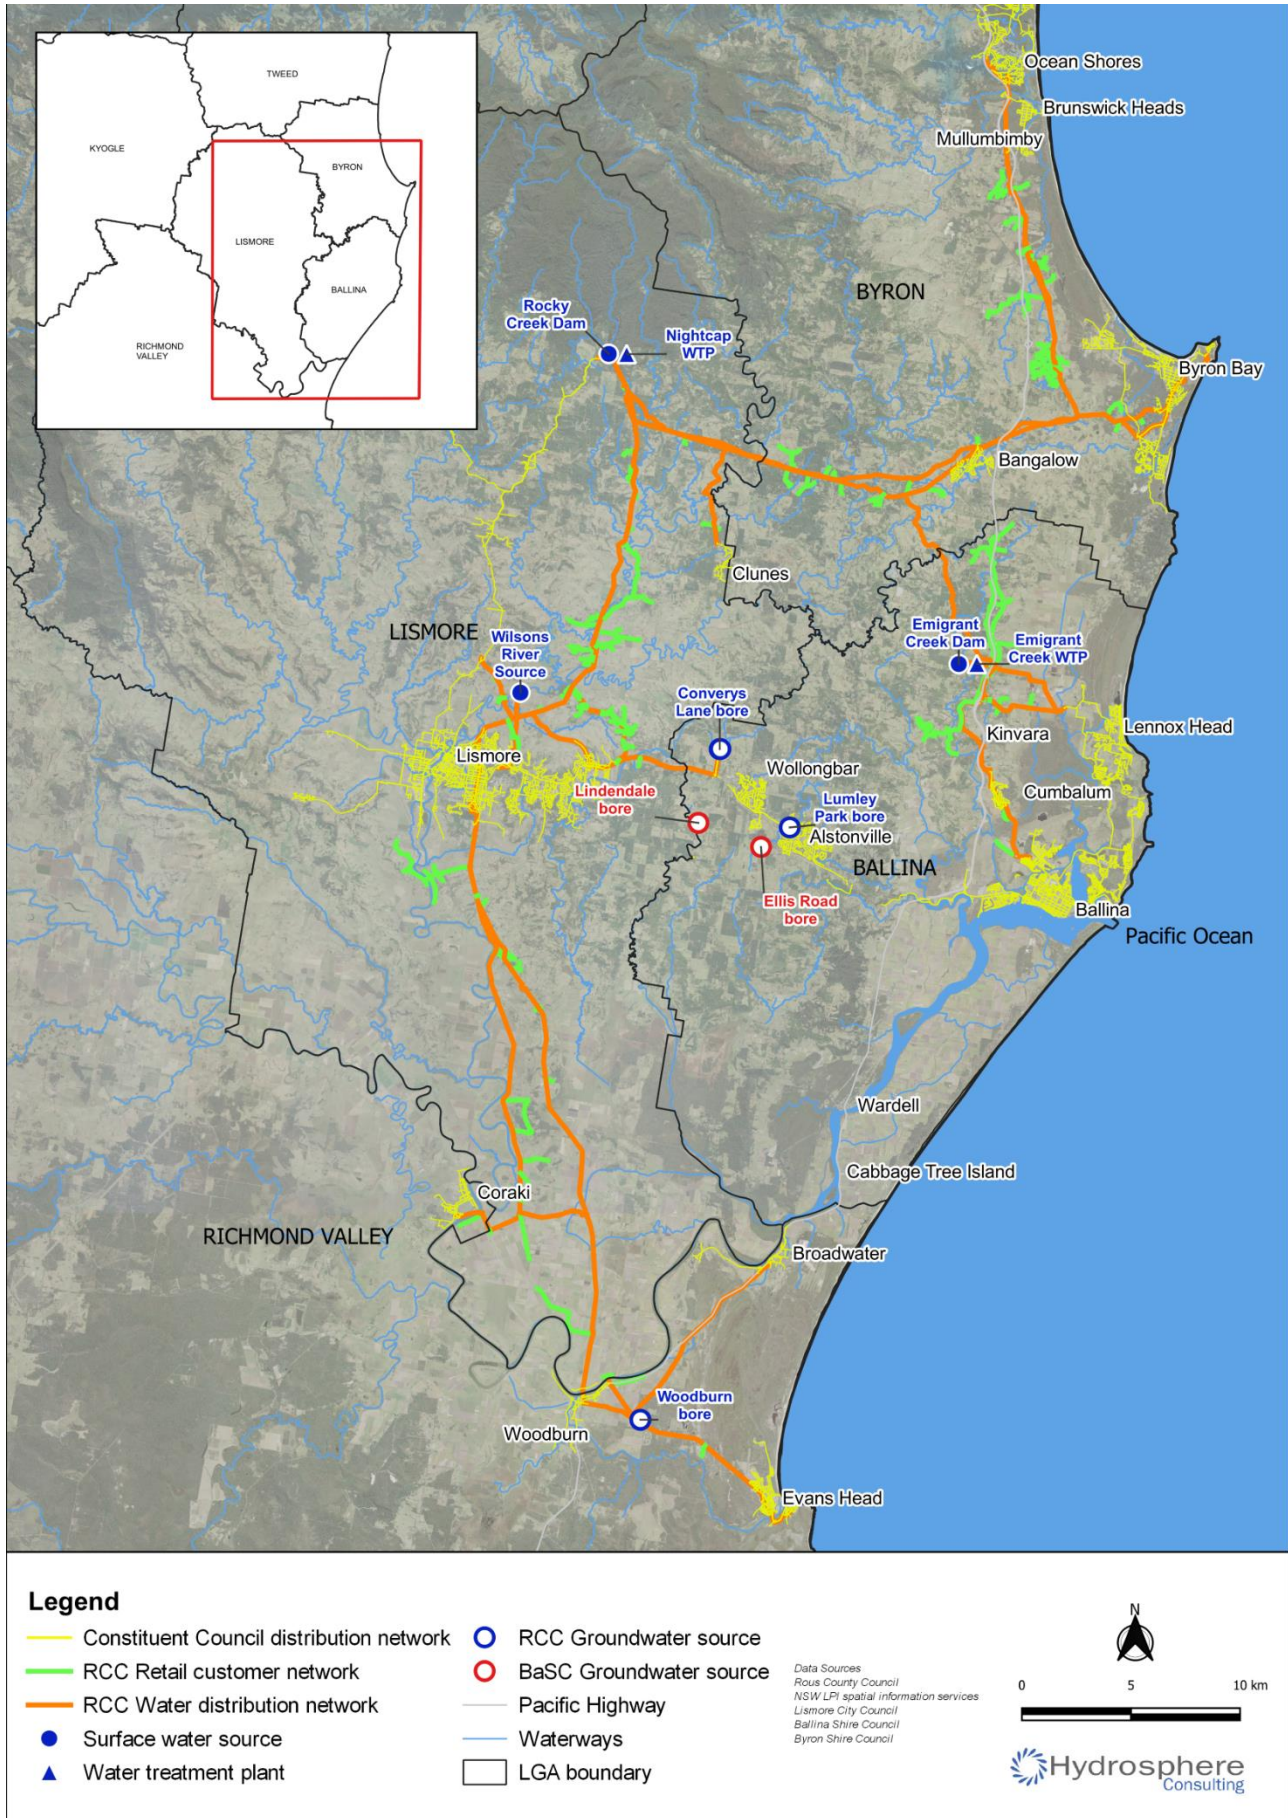 TWEED
KYOGLE
BYRON
LISMORE
BALLINA
RICHMOND
VALLEY
Ocean Shores
Brunswick Heads
Mullumbimby
BYRON
Rocky
Creek Dam
Nightcap
WTP
Byron Bay
Bangalow
Clunes
LISMORE
Wilsons
River
Source
Emigrant
Creek Dam
Emigrant
Creek WTP
Converys
Lane bore
Lennox Head
Kinvara
Lismore
Wollongbar
Lindendale
bore
Cumbalum
Lumley
Park bore
Alstonville
BALLINA
Ellis Road
bore
Ballina
Pacific Ocean
Wardell
Cabbage Tree Island
Coraki
RICHMOND VALLEY
Broadwater
Woodburn
bore
Woodburn
Evans Head
Legend
Constituent Council distribution network
RCC Retail customer network
RCC Water distribution network
Surface water source
Water treatment plant
RCC Groundwater source
BaSC Groundwater source
Pacific Highway
Waterways
LGA boundary
Data Sources
Rous County Council
NSW LPI spatial information services
Lismore City Council
Ballina Shire Council
Byron Shire Council
N
0 5 10 km
Hydrosphere
Consulting